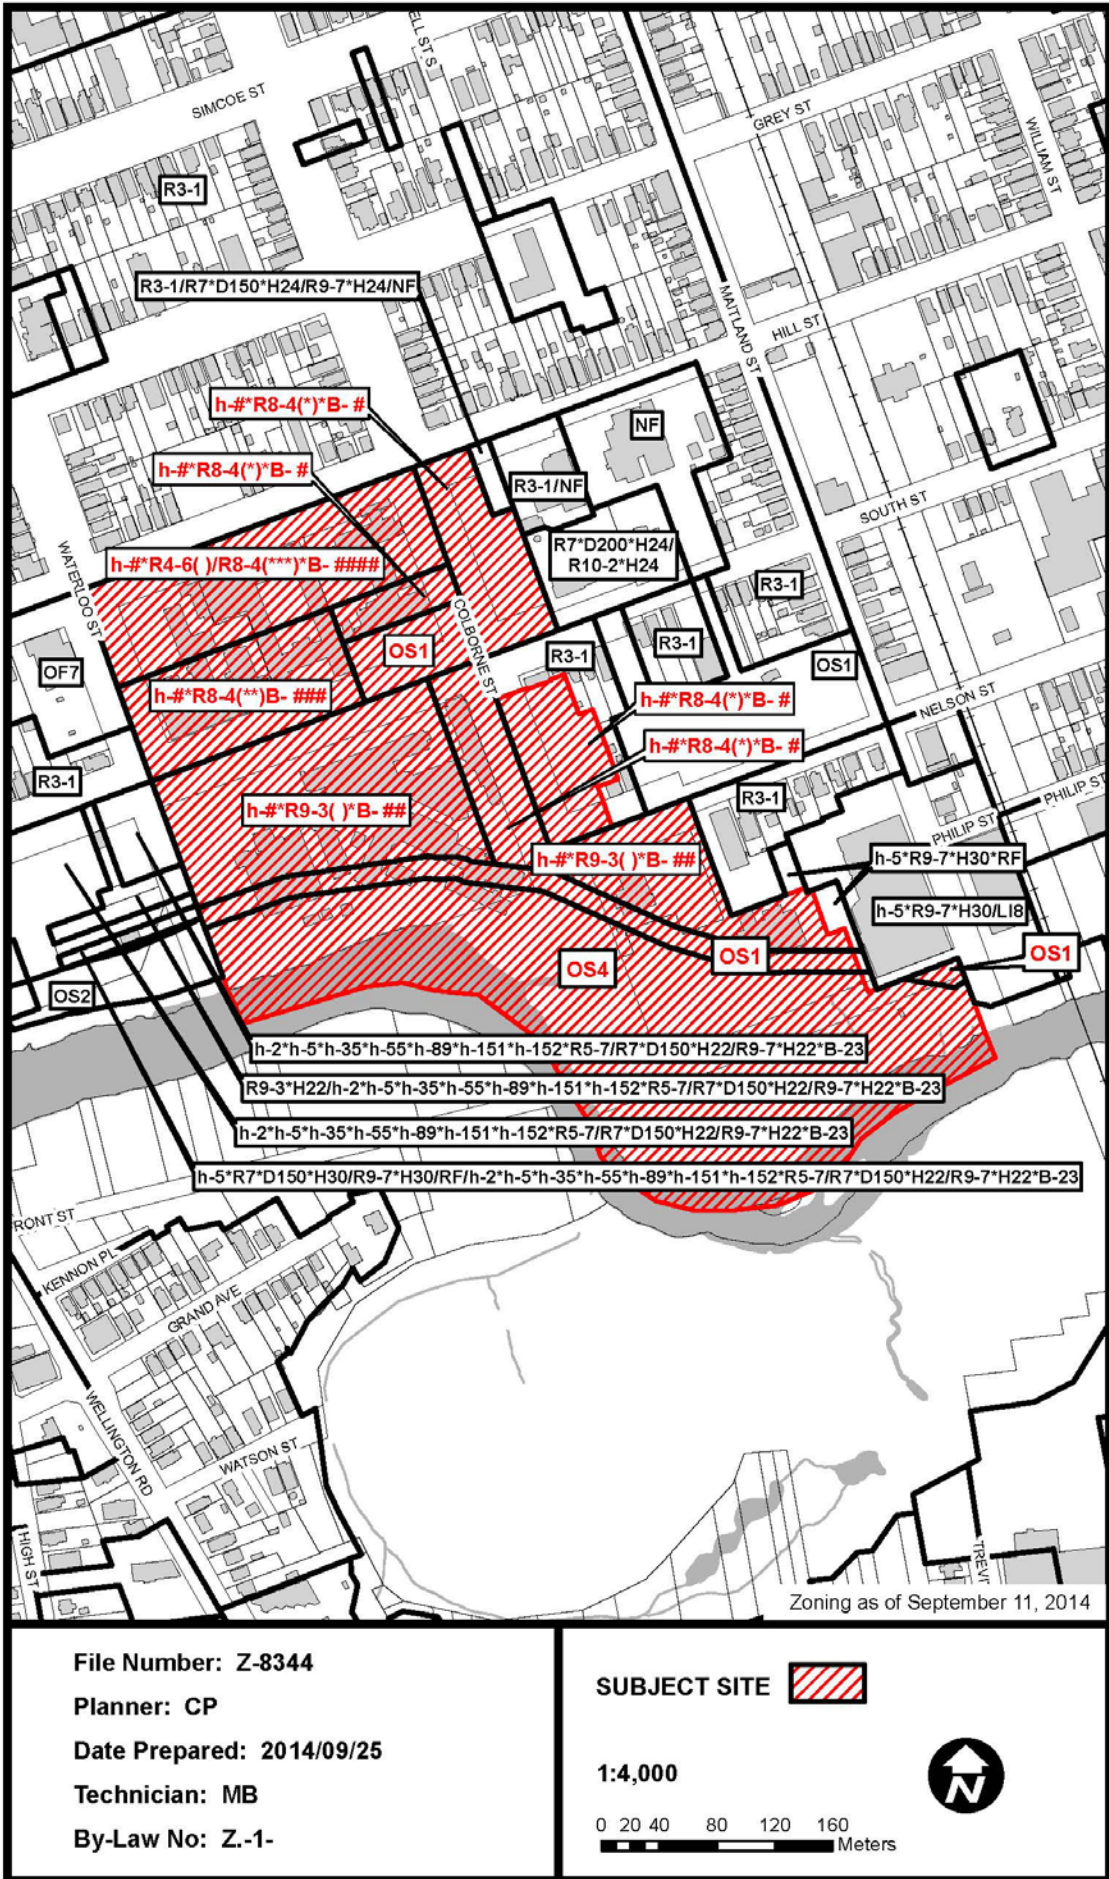 ELL ST S
SIMCOE ST
GREY ST
WILLIAM ST
R3-1
R3-1/R7*D150*H24/R9-7*H24/NF
MAITLAND ST
HILL ST
h-#*R8-4(*)*B- #
NF
h-#*R8-4(*)*B- #
R3-1/NF
SOUTH ST
WATERLOO ST
h-#*R4-6( )/R8-4(***)*B- ####
R7*D200*H24/
R10-2*H24
R3-1
COLBORNE ST
OS1
R3-1
R3-1
OS1
OF7
h-#*R8-4(**)B- ###
h-#*R8-4(*)*B- #
NELSON ST
h-#*R8-4(*)*B- #
R3-1
h-#*R9-3( )*B- ##
R3-1
PHILIP ST
PHILIP ST
h-#*R9-3( )*B- ##
h-5*R9-7*H30*RF
h-5*R9-7*H30/LI8
OS4
OS1
OS1
OS2
h-2*h-5*h-35*h-55*h-89*h-151*h-152*R5-7/R7*D150*H22/R9-7*H22*B-23
R9-3*H22/h-2*h-5*h-35*h-55*h-89*h-151*h-152*R5-7/R7*D150*H22/R9-7*H22*B-23
h-2*h-5*h-35*h-55*h-89*h-151*h-152*R5-7/R7*D150*H22/R9-7*H22*B-23
h-5*R7*D150*H30/R9-7*H30/RF/h-2*h-5*h-35*h-55*h-89*h-151*h-152*R5-7/R7*D150*H22/R9-7*H22*B-23
RONT ST
KENNON PL
GRAND AVE
WELLINGTON RD
WATSON ST
HIGH ST
TREVI
Zoning as of September 11, 2014
File Number: Z-8344
Planner: CP
Date Prepared: 2014/09/25
Technician: MB
By-Law No: Z.-1-
SUBJECT SITE
1:4,000
N
0 20 40 80 120 160
Meters